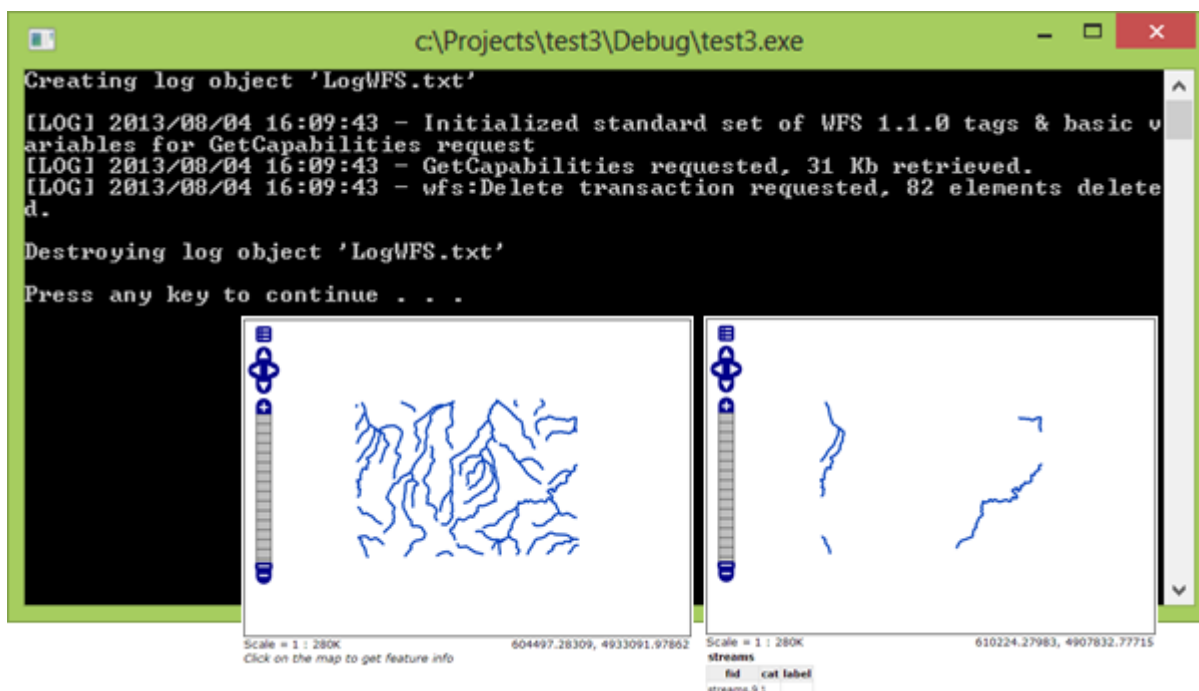 c:\Projects\test3\Debug\test3.exe
Creating log object 'LogWFS.txt'
[LOG] 2013/08/04 16:09:43 - Initialized standard set of WFS 1.1.0 tags & basic v
ariables for GetCapabilities request
[LOG] 2013/08/04 16:09:43 - GetCapabilities requested, 31 Kb retrieved.
[LOG] 2013/08/04 16:09:43 - wfs:Delete transaction requested, 82 elements delete
d.
Destroying log object 'LogWFS.txt'
Press any key to continue . . .
Scale = 1 : 280K 604497.28309, 4933091.97862
Click on the map to get feature info
Scale = 1 : 280K 610224.27983, 4907832.77715
streams
fid cat label